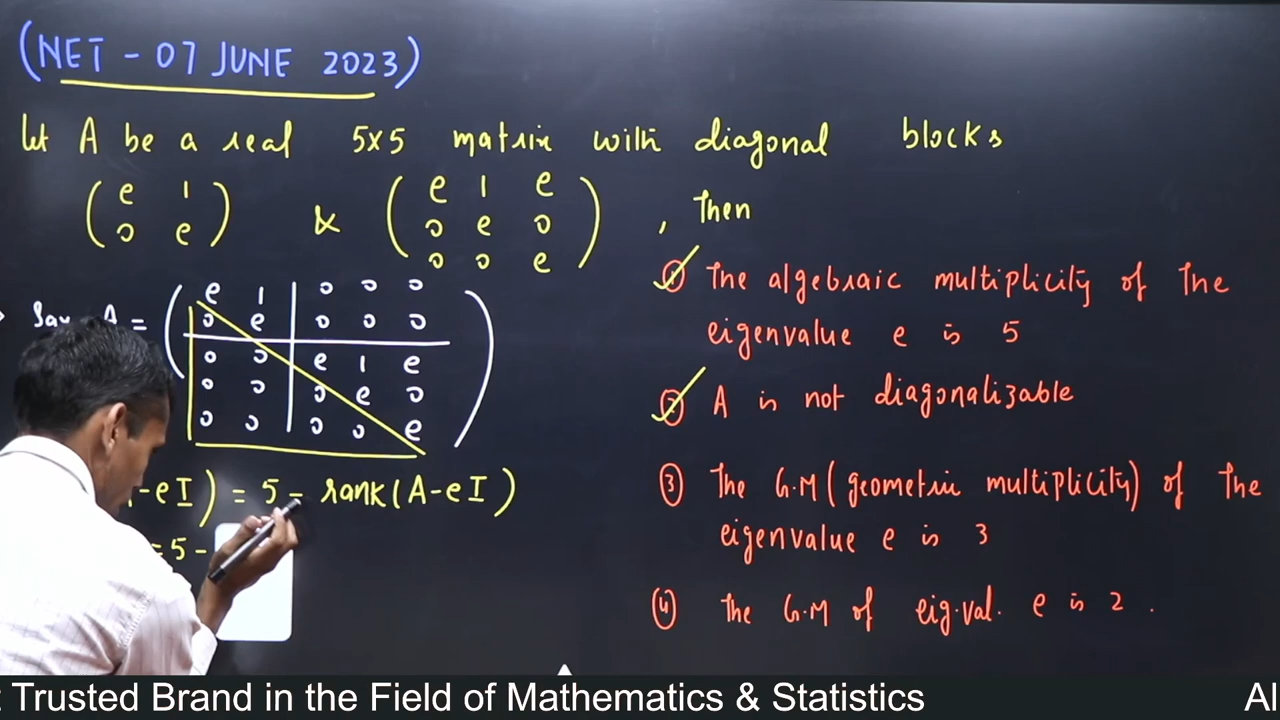 (NET - 07 JUNE 2023)
let A be a real 5x5 matrix with diagonal blocks
( e 1 ) & ( e 1 e ) , Then
( 0 e ) ( 0 e 0 )
( 0 0 e )
① The algebraic multiplicity of the
eigenvalue e is 5
② A is not diagonalizable
③ The G.M (geometric multiplicity) of the
eigenvalue e is 3
④ The G.M of eig.val. e is 2 .
A = ( e 1 | 0 0 0 )
0 e | 0 0 0
0 0 | e 1 e
0 0 | 0 e 0
0 0 | 0 0 e
-eI) = 5 - rank(A-eI)
=5-
Trusted Brand in the Field of Mathematics & Statistics